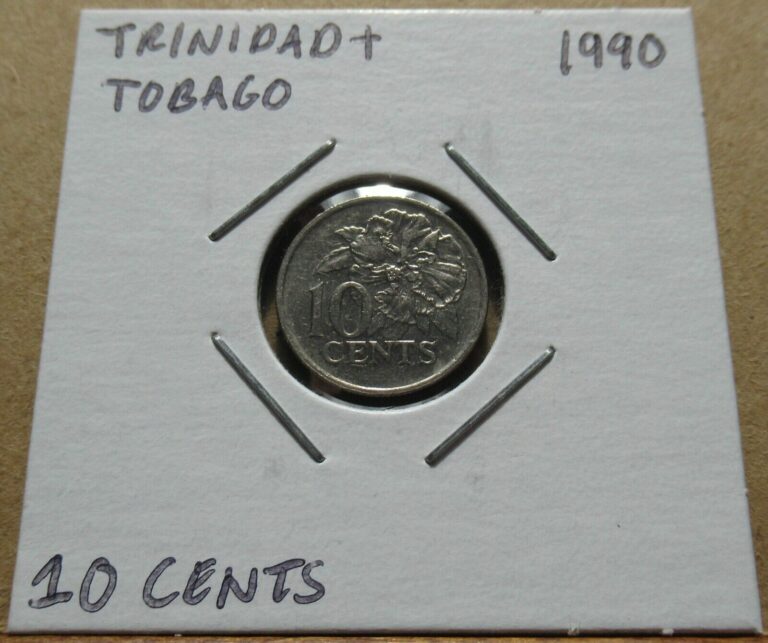 TRINIDAD +
TOBAGO
1990
10
CENTS
10 CENTS